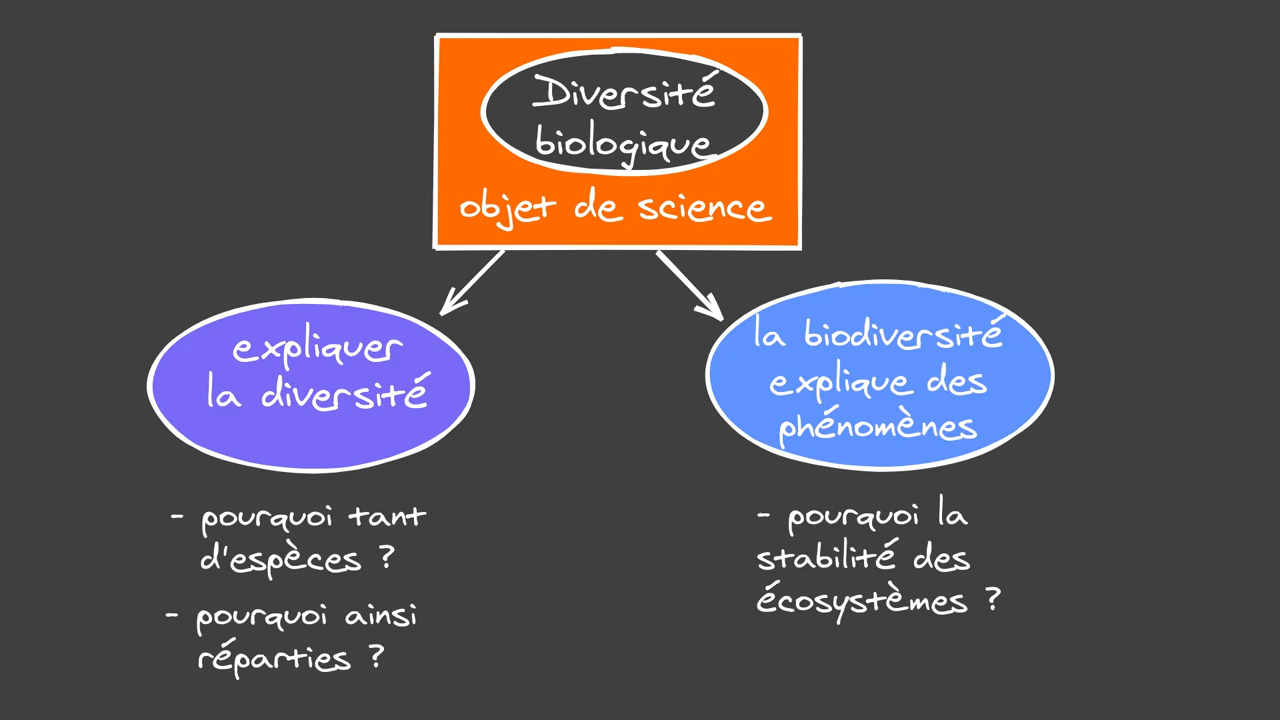 Diversité
biologique
objet de science
expliquer
la diversité
- pourquoi tant
d'espèces ?
- pourquoi ainsi
réparties ?
la biodiversité
explique des
phénomènes
- pourquoi la
stabilité des
écosystèmes ?